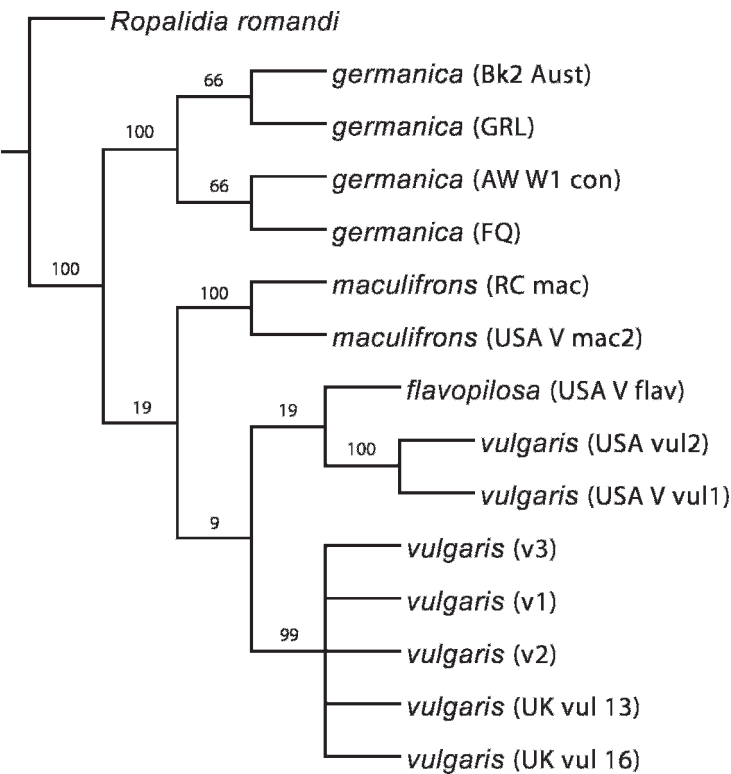 Ropalidia romandi
germanica (Bk2 Aust)
66
germanica (GRL)
100
germanica (AW W1 con)
66
germanica (FQ)
100
maculifrons (RC mac)
100
maculifrons (USA V mac2)
19
flavopilosa (USA V flav)
19
vulgaris (USA vul2)
100
vulgaris (USA V vul1)
9
vulgaris (v3)
vulgaris (v1)
99
vulgaris (v2)
vulgaris (UK vul 13)
vulgaris (UK vul 16)